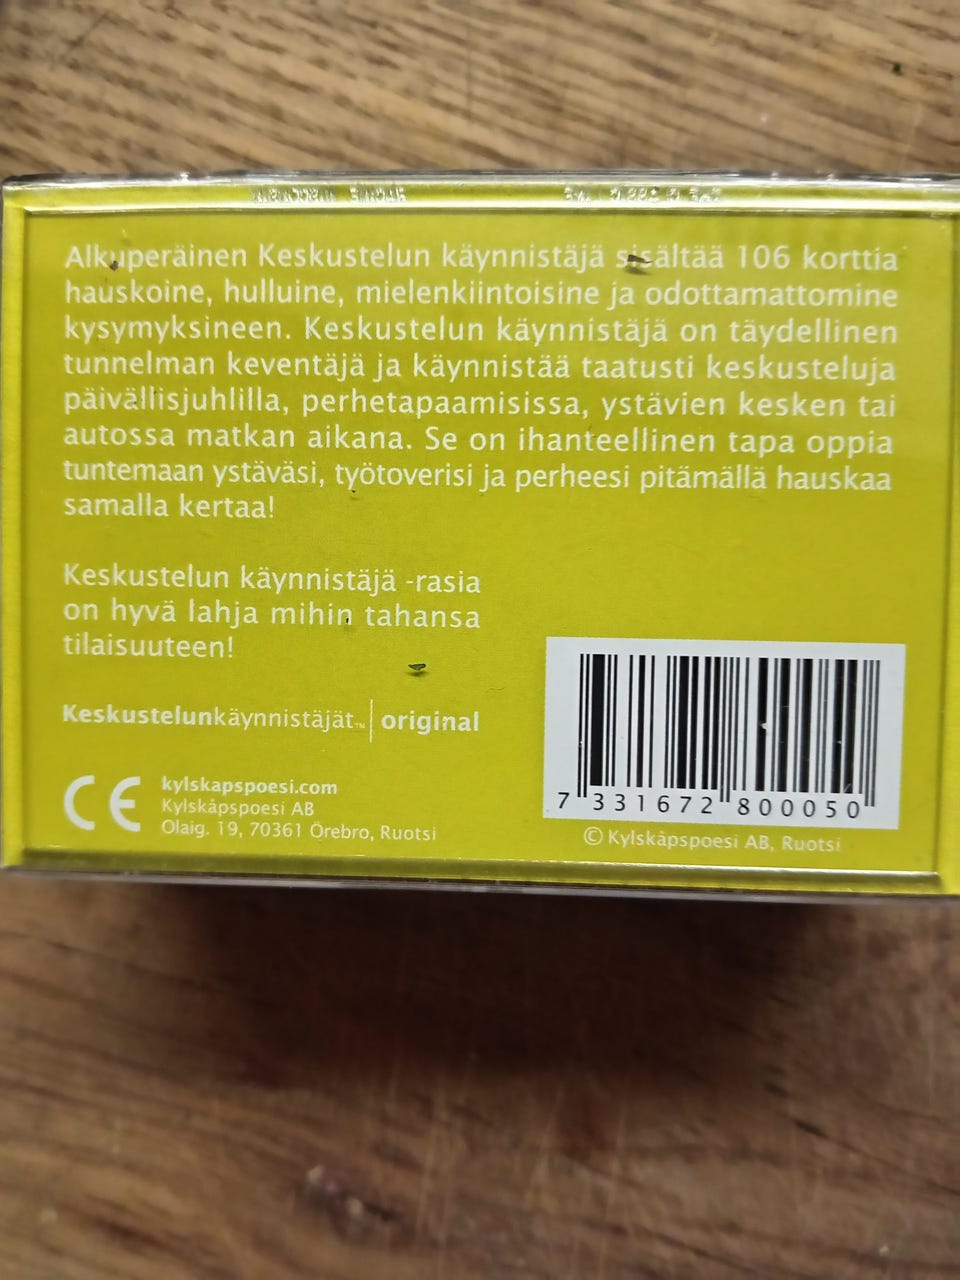 Alkuperäinen Keskustelun käynnistäjä sisältää 106 korttia
hauskoine, hulluine, mielenkiintoisine ja odottamattomine
kysymyksineen. Keskustelun käynnistäjä on täydellinen
tunnelman keventäjä ja käynnistää taatusti keskusteluja
päivällisjuhlilla, perhetapaamisissa, ystävien kesken tai
autossa matkan aikana. Se on ihanteellinen tapa oppia
tuntemaan ystäväsi, työtoverisi ja perheesi pitämällä hauskaa
samalla kertaa!
Keskustelun käynnistäjä -rasia
on hyvä lahja mihin tahansa
tilaisuuteen!
Keskustelunkäynnistäjät™ | original
CE
kylskapspoesi.com
Kylskåpspoesi AB
Olaig. 19, 70361 Örebro, Ruotsi
7 331672 800050
© Kylskåpspoesi AB, Ruotsi